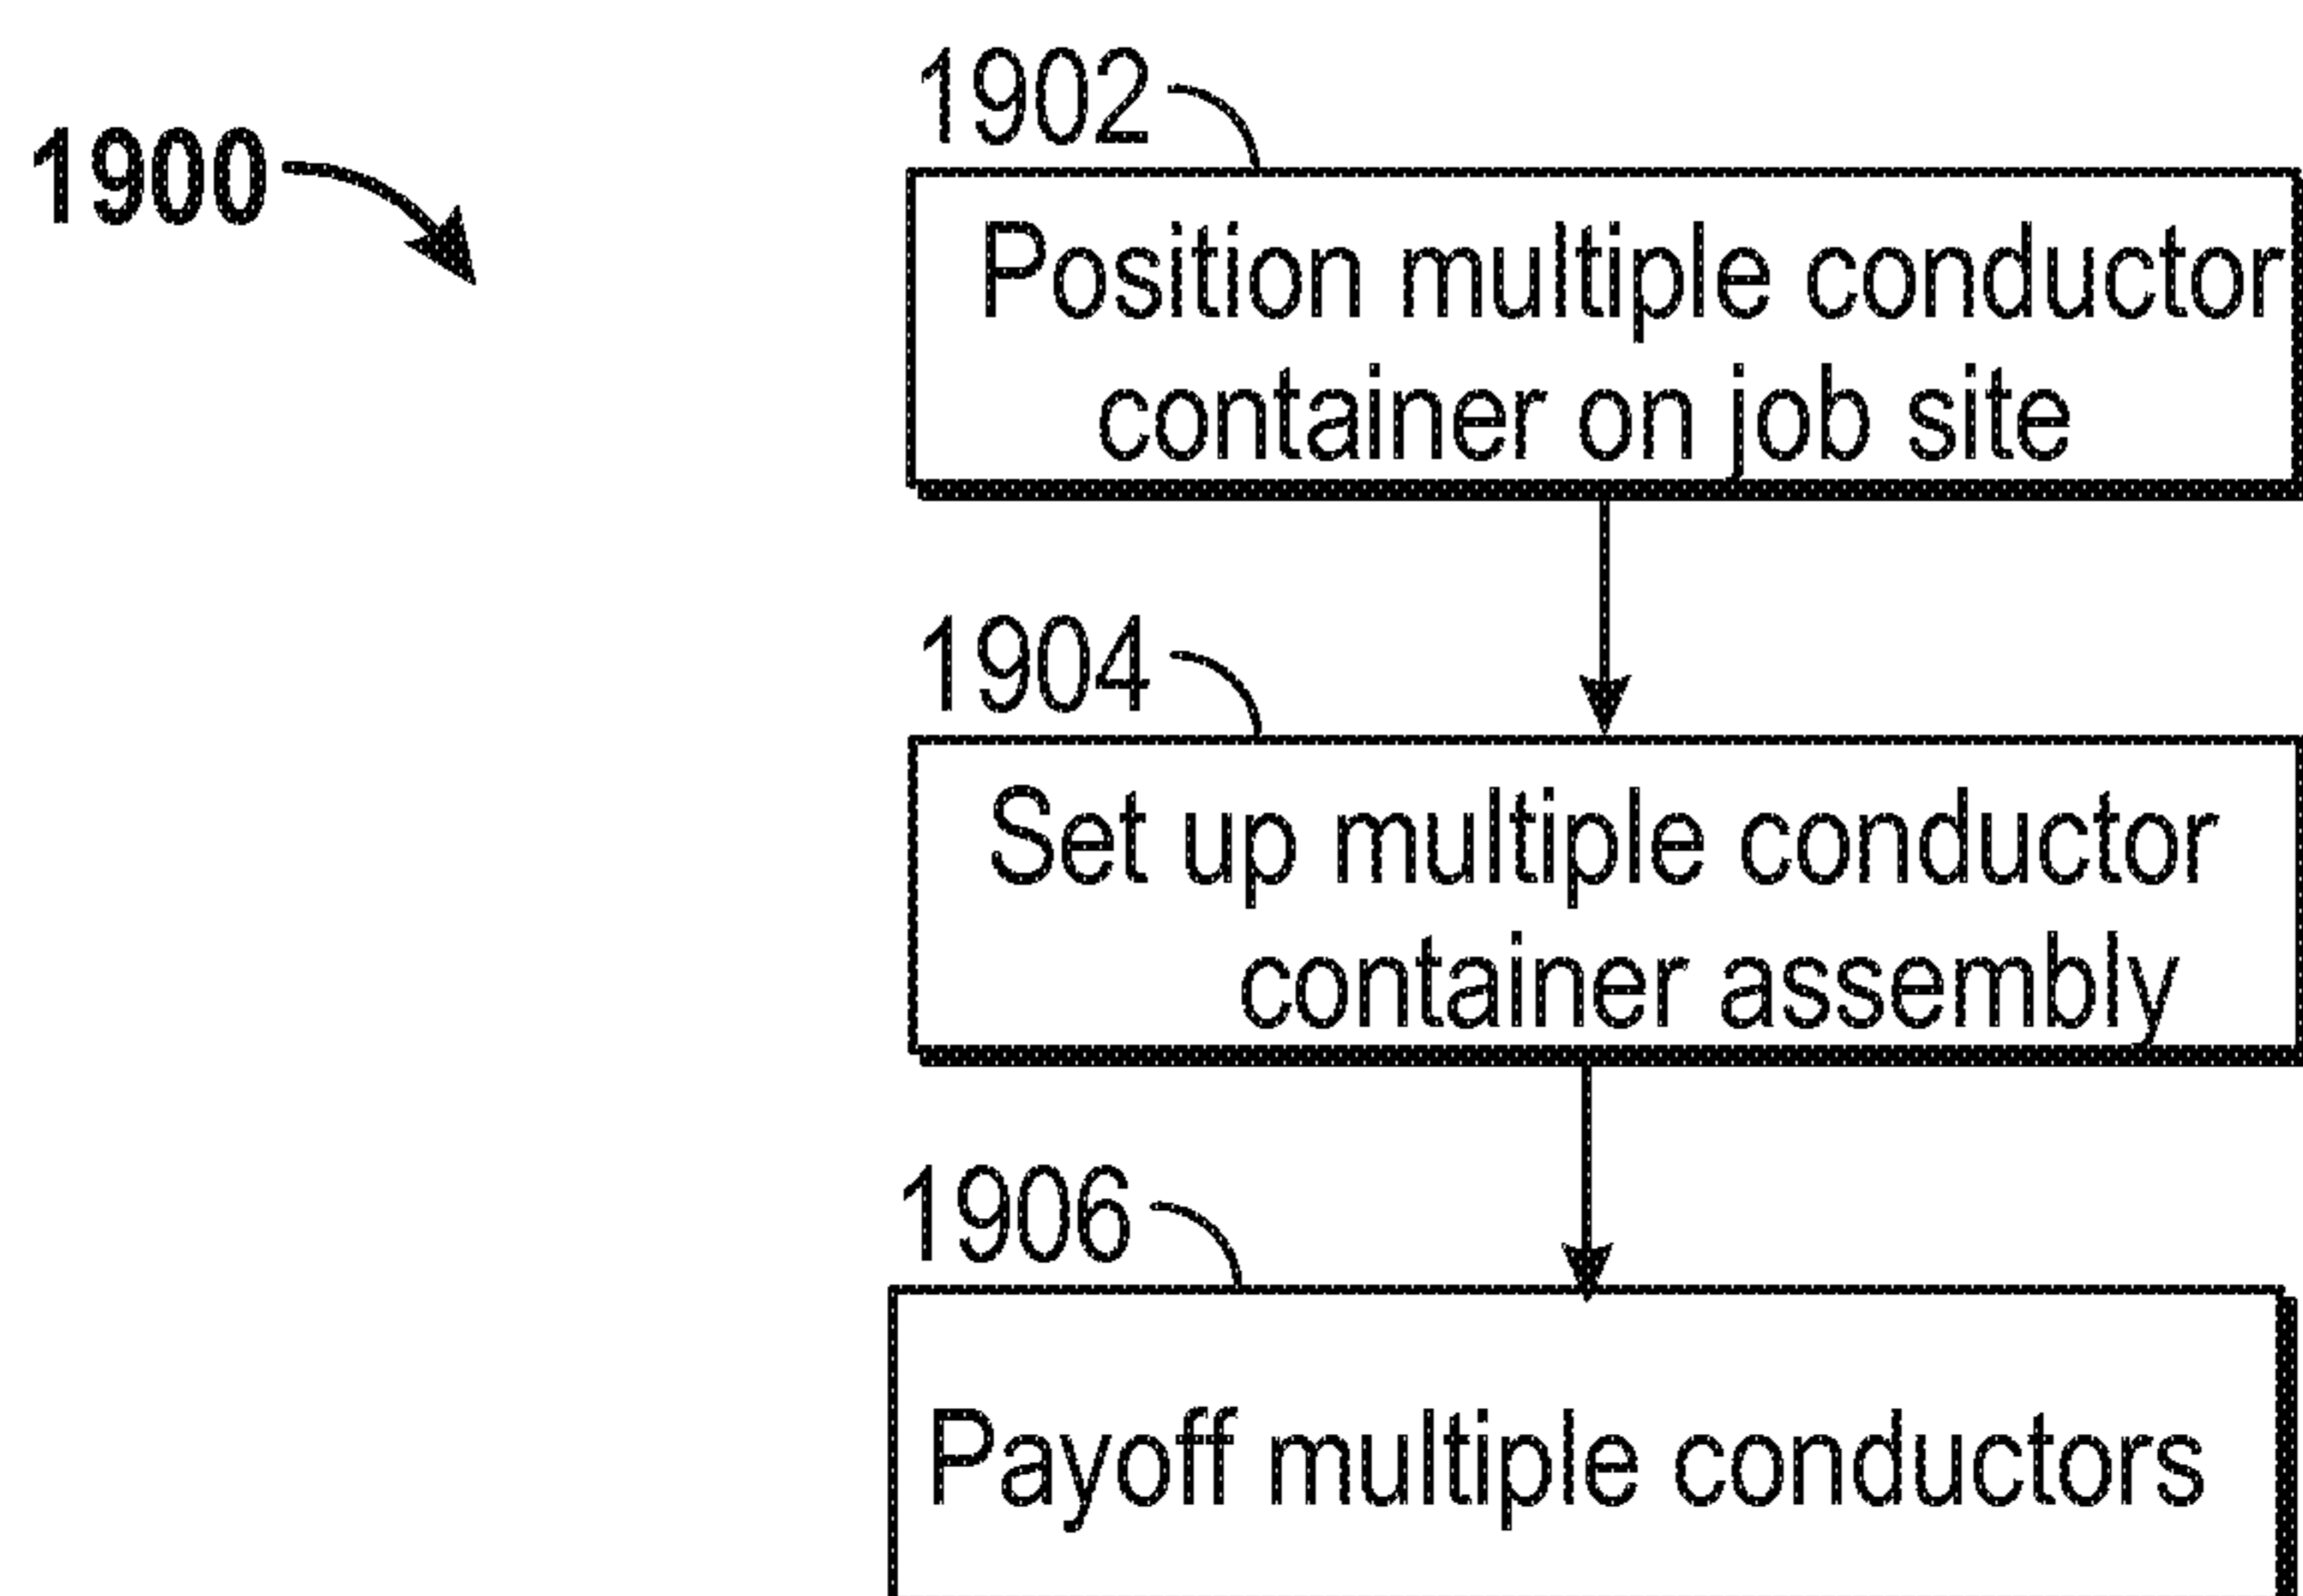 1902
1900
Position multiple conductor
container on job site
1904
Set up multiple conductor
container assembly
1906
Payoff multiple conductors